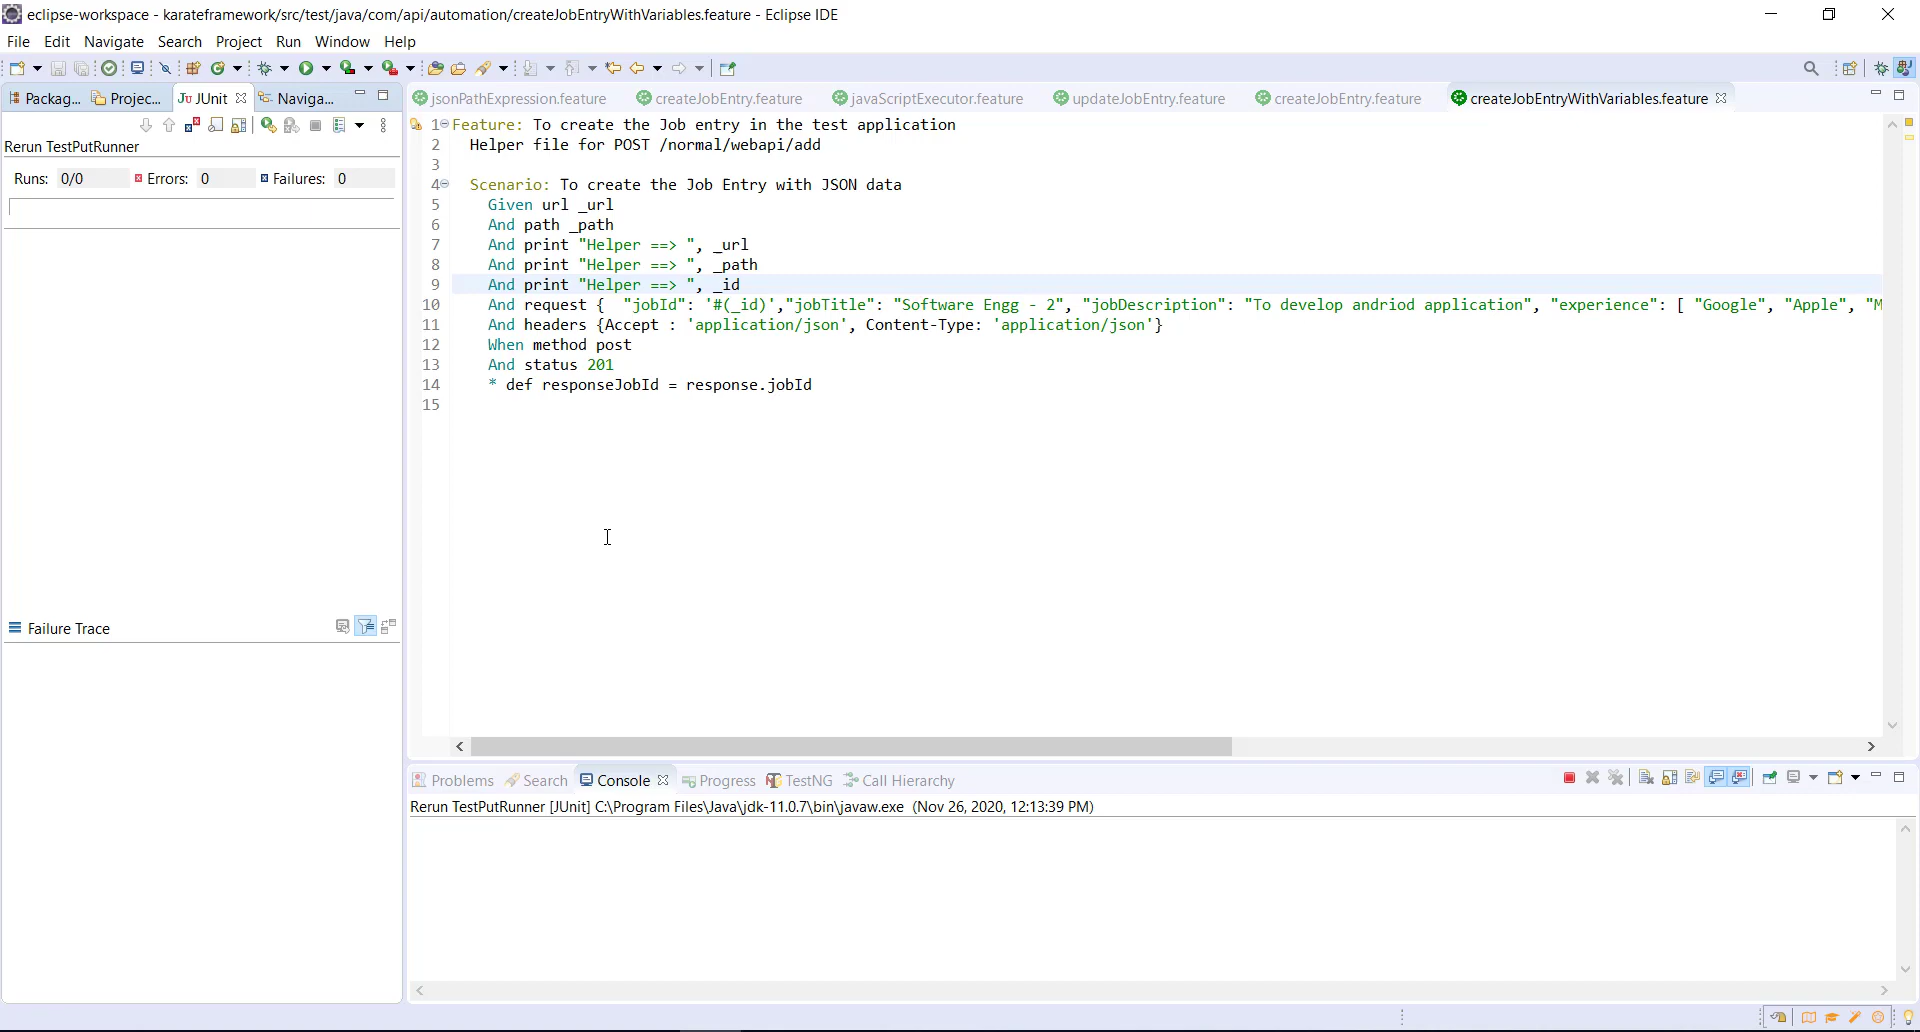 eclipse-workspace - karateframework/src/test/java/com/api/automation/createJobEntryWithVariables.feature - Eclipse IDE
File Edit Navigate Search Project Run Window Help
Packag... Projec... JUnit Naviga...
jsonPathExpression.feature createJobEntry.feature javaScriptExecutor.feature updateJobEntry.feature createJobEntry.feature createJobEntryWithVariables.feature
Rerun TestPutRunner
Runs: 0/0 Errors: 0 Failures: 0
Failure Trace
1 Feature: To create the Job entry in the test application
2 Helper file for POST /normal/webapi/add
3
4 Scenario: To create the Job Entry with JSON data
5 Given url _url
6 And path _path
7 And print "Helper ==> ", _url
8 And print "Helper ==> ", _path
9 And print "Helper ==> ", _id
10 And request { "jobId": '#(_id)',"jobTitle": "Software Engg - 2", "jobDescription": "To develop andriod application", "experience": [ "Google", "Apple", "M
11 And headers {Accept : 'application/json', Content-Type: 'application/json'}
12 When method post
13 And status 201
14 * def responseJobId = response.jobId
15
Problems Search Console Progress TestNG Call Hierarchy
Rerun TestPutRunner [JUnit] C:\Program Files\Java\jdk-11.0.7\bin\javaw.exe (Nov 26, 2020, 12:13:39 PM)